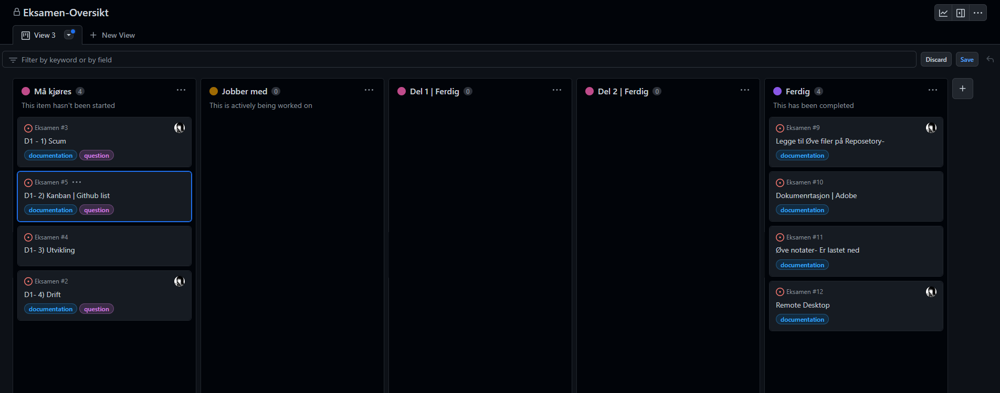 Eksamen-Oversikt
View 3
New View
Filter by keyword or by field
Discard
Save
Må kjøres 4
This item hasn't been started
Eksamen #3
D1 - 1) Scum
documentation question
Eksamen #5
D1- 2) Kanban | Github list
documentation question
Eksamen #4
D1- 3) Utvikling
Eksamen #2
D1- 4) Drift
documentation question
Jobber med 0
This is actively being worked on
Del 1 | Ferdig 0
Del 2 | Ferdig 0
Ferdig 4
This has been completed
Eksamen #9
Legge til Øve filer på Reposetory-
documentation
Eksamen #10
Dokumenrtasjon | Adobe
documentation
Eksamen #11
Øve notater- Er lastet ned
documentation
Eksamen #12
Remote Desktop
documentation